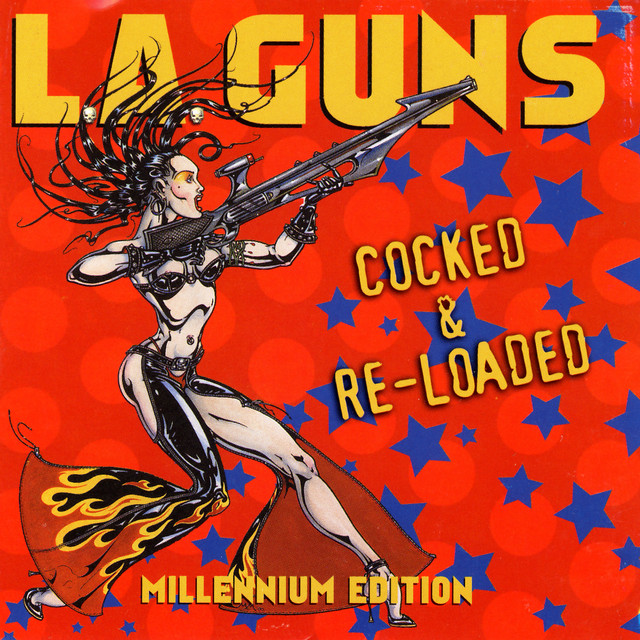 L.A. GUNS
COCKED
&
RE-LOADED
MILLENNIUM EDITION